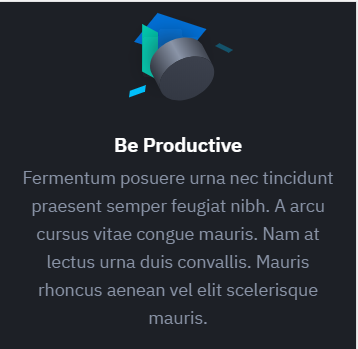 Be Productive
Fermentum posuere urna nec tincidunt
praesent semper feugiat nibh. A arcu
cursus vitae congue mauris. Nam at
lectus urna duis convallis. Mauris
rhoncus aenean vel elit scelerisque
mauris.